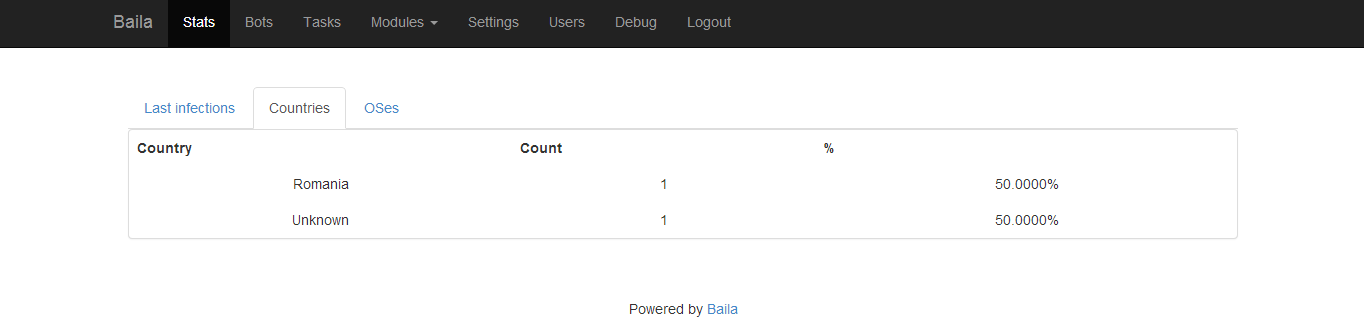 Baila Stats Bots Tasks Modules Settings Users Debug Logout
Last infections Countries OSes
Country Count %
Romania 1 50.0000%
Unknown 1 50.0000%
Powered by Baila